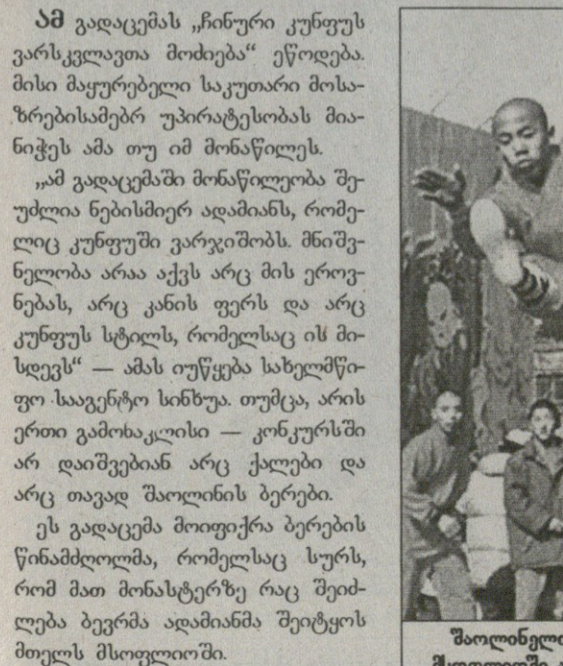 ამ გადაცემას „ჩინური კუნფუს
ვარსკვლავთა მოძიება“ ეწოდება.
მისი მაყურებელი საკუთარი მოსა-
ზრებისამებრ უპირატესობას მია-
ნიჭეს ამა თუ იმ მონაწილეს.
„ამ გადაცემაში მონაწილეობა შე-
უძლია ნებისმიერ ადამიანს, რომე-
ლიც კუნფუში ვარჯიშობს. მნიშვ-
ნელობა არაა აქვს არც მის ეროვ-
ნებას, არც კანის ფერს და არც
კუნფუს სტილს, რომელსაც ის მი-
სდევს“ — ამას იუწყება სახელმწი-
ფო სააგენტო სინხუა. თუმცა, არის
ერთი გამოხაკლისი — კონკურსში
არ დაიშვებიან არც ქალები და
არც თავად შაოლინის ბერები.
ეს გადაცემა მოიფიქრა ბერების
წინამძღოლმა, რომელსაც სურს,
რომ მათ მონასტერზე რაც შეიძ-
ლება ბევრმა ადამიანმა შეიტყოს
მთელს მსოფლიოში.
შაოლინელ